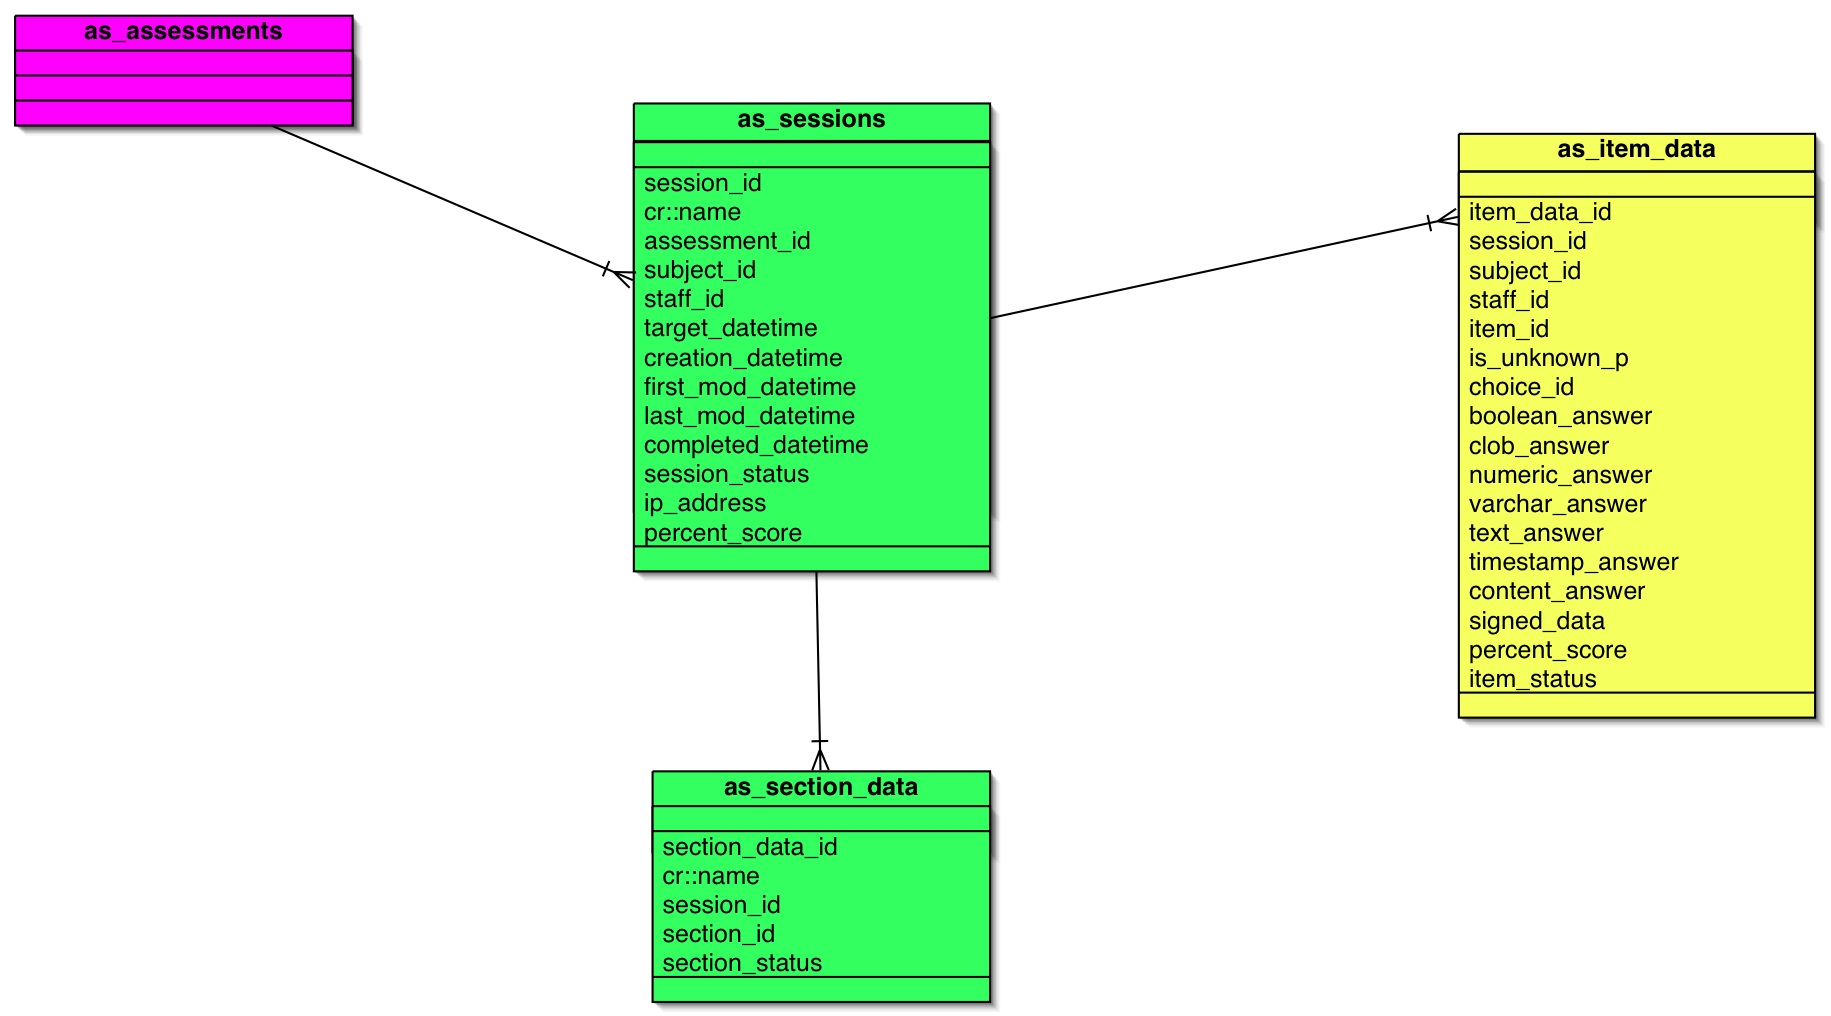 as_assessments
as_sessions
session_id
cr::name
assessment_id
subject_id
staff_id
target_datetime
creation_datetime
first_mod_datetime
last_mod_datetime
completed_datetime
session_status
ip_address
percent_score
as_item_data
item_data_id
session_id
subject_id
staff_id
item_id
is_unknown_p
choice_id
boolean_answer
clob_answer
numeric_answer
varchar_answer
text_answer
timestamp_answer
content_answer
signed_data
percent_score
item_status
as_section_data
section_data_id
cr::name
session_id
section_id
section_status